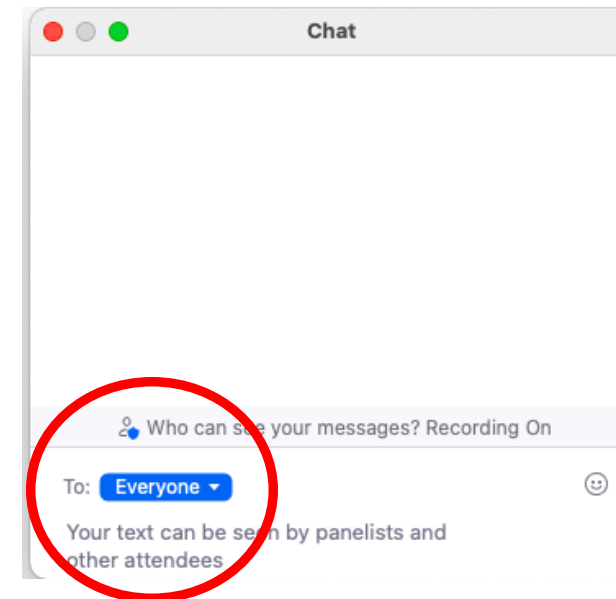 Chat
Who can see your messages? Recording On
To: Everyone
Your text can be seen by panelists and
other attendees